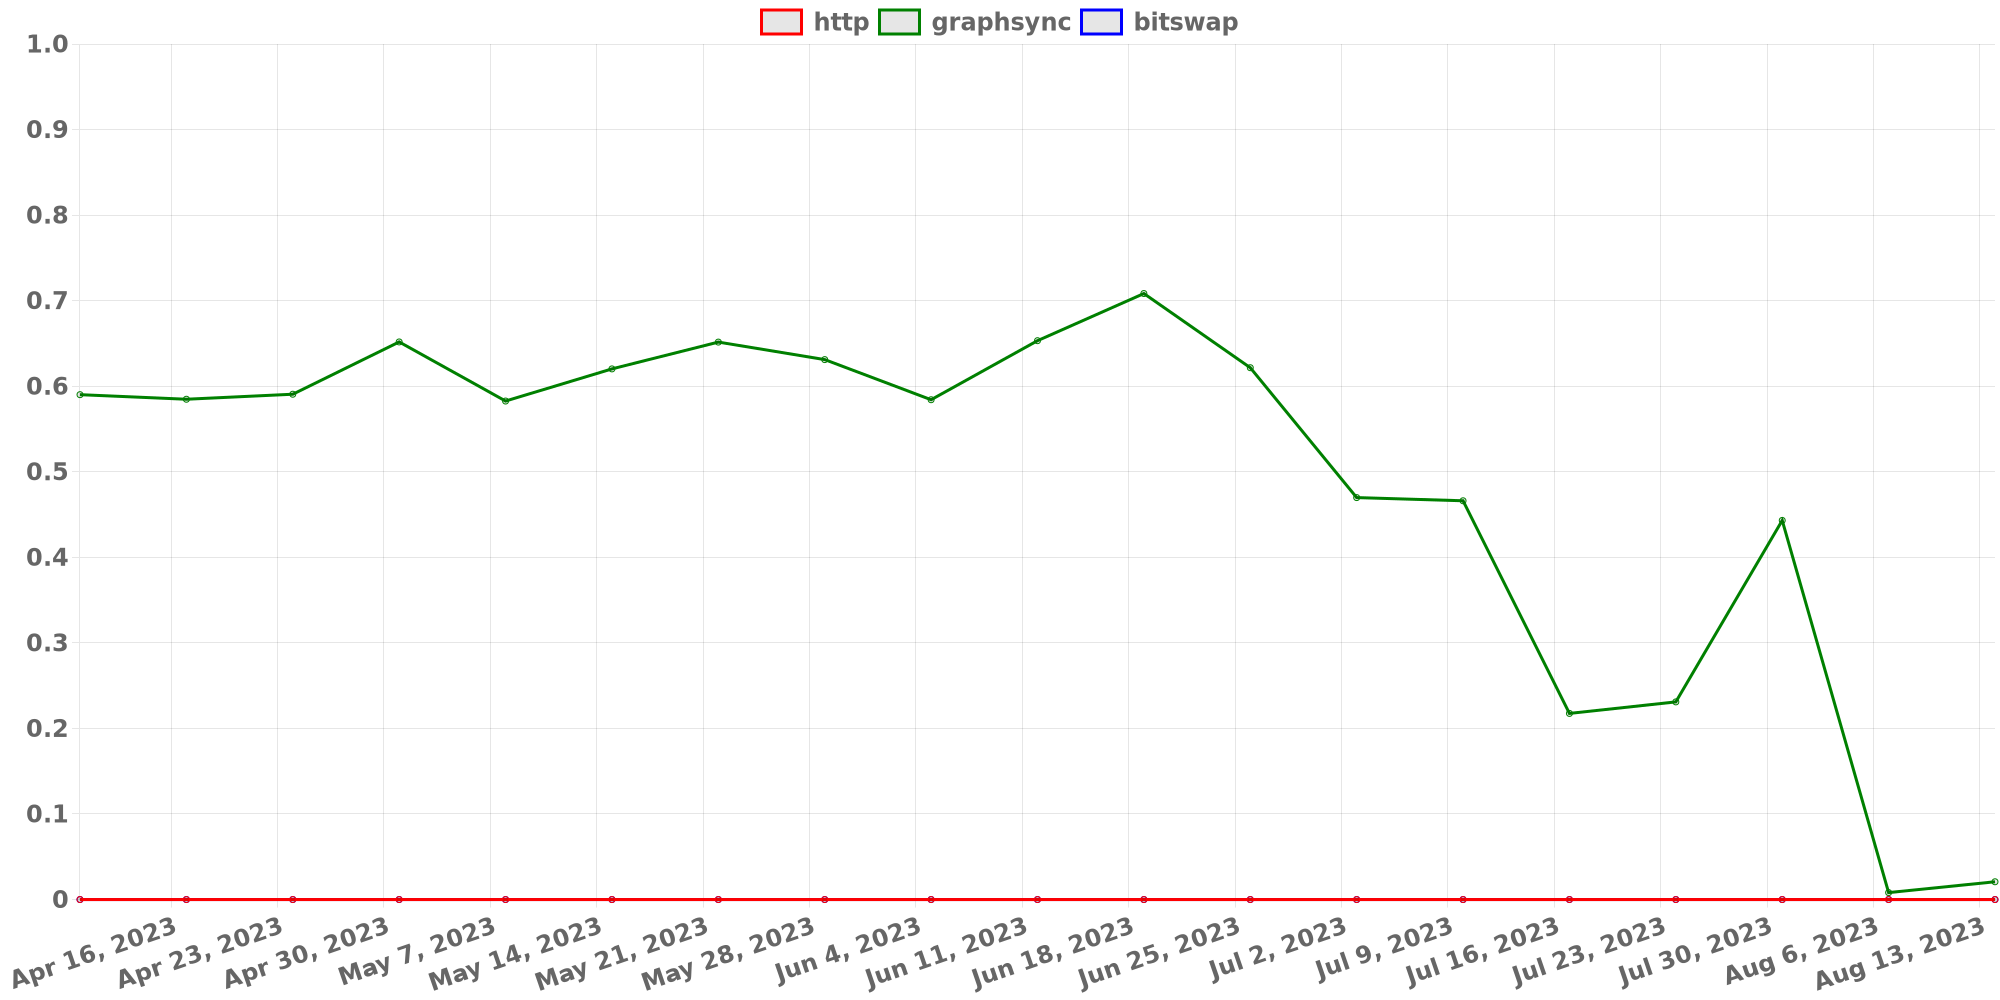 http graphsync bitswap
1.0
0.9
0.8
0.7
0.6
0.5
0.4
0.3
0.2
0.1
0
Apr 16, 2023
Apr 23, 2023
Apr 30, 2023
May 7, 2023
May 14, 2023
May 21, 2023
May 28, 2023
Jun 4, 2023
Jun 11, 2023
Jun 18, 2023
Jun 25, 2023
Jul 2, 2023
Jul 9, 2023
Jul 16, 2023
Jul 23, 2023
Jul 30, 2023
Aug 6, 2023
Aug 13, 2023